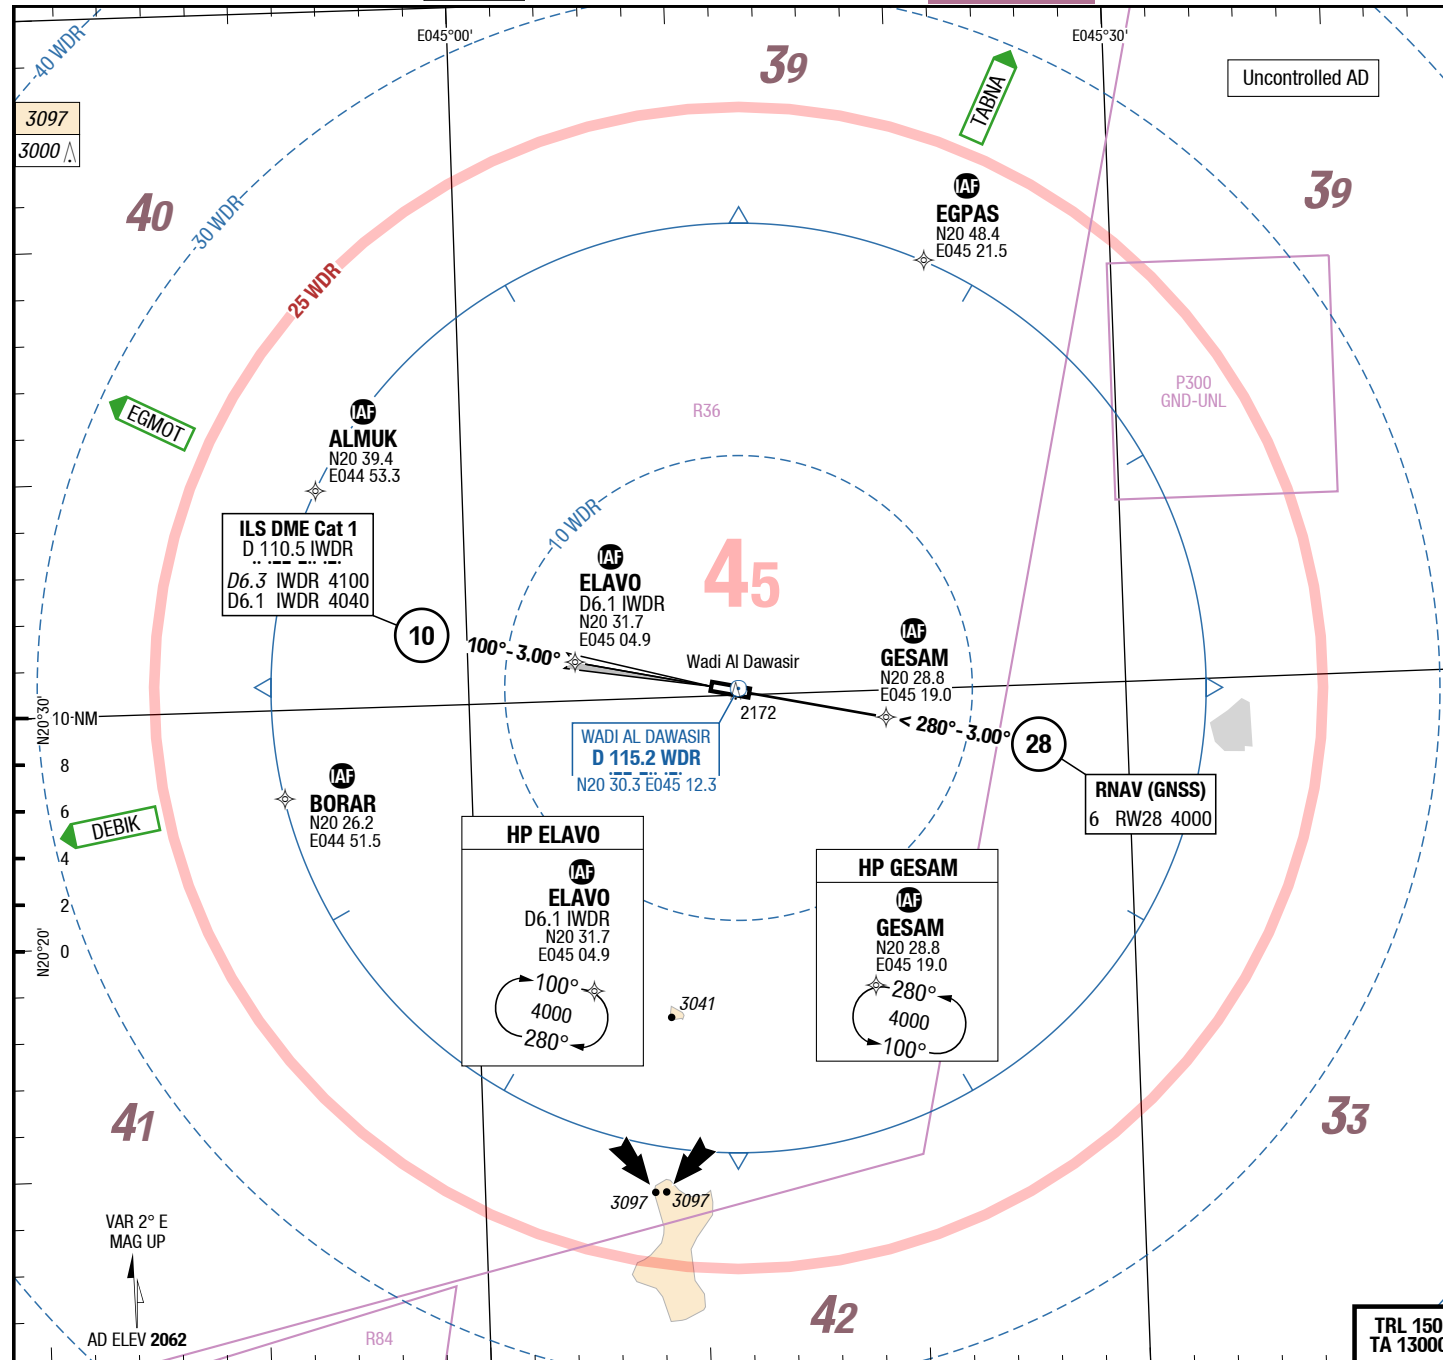 E045°00'
E045°30'
40 WDR
39
TABNA
Uncontrolled AD
3097
3000
40
30 WDR
IAF
EGPAS
N20 48.4
E045 21.5
39
25 WDR
P300
GND-UNL
R36
EGMOT
IAF
ALMUK
N20 39.4
E044 53.3
ILS DME Cat 1
D 110.5 IWDR
D6.3 IWDR 4100
D6.1 IWDR 4040
10
10 WDR
45
IAF
ELAVO
D6.1 IWDR
N20 31.7
E045 04.9
100°-3.00°
Wadi Al Dawasir
2172
IAF
GESAM
N20 28.8
E045 19.0
< 280°-3.00°
28
RNAV (GNSS)
6 RW28 4000
WADI AL DAWASIR
D 115.2 WDR
N20 30.3 E045 12.3
N20°30'
10 NM
8
6
4
2
0
N20°20'
IAF
BORAR
N20 26.2
E044 51.5
DEBIK
HP ELAVO
IAF
ELAVO
D6.1 IWDR
N20 31.7
E045 04.9
100°
4000
280°
HP GESAM
IAF
GESAM
N20 28.8
E045 19.0
280°
4000
100°
3041
41
33
3097
3097
VAR 2° E
MAG UP
AD ELEV 2062
R84
42
TRL 150
TA 13000